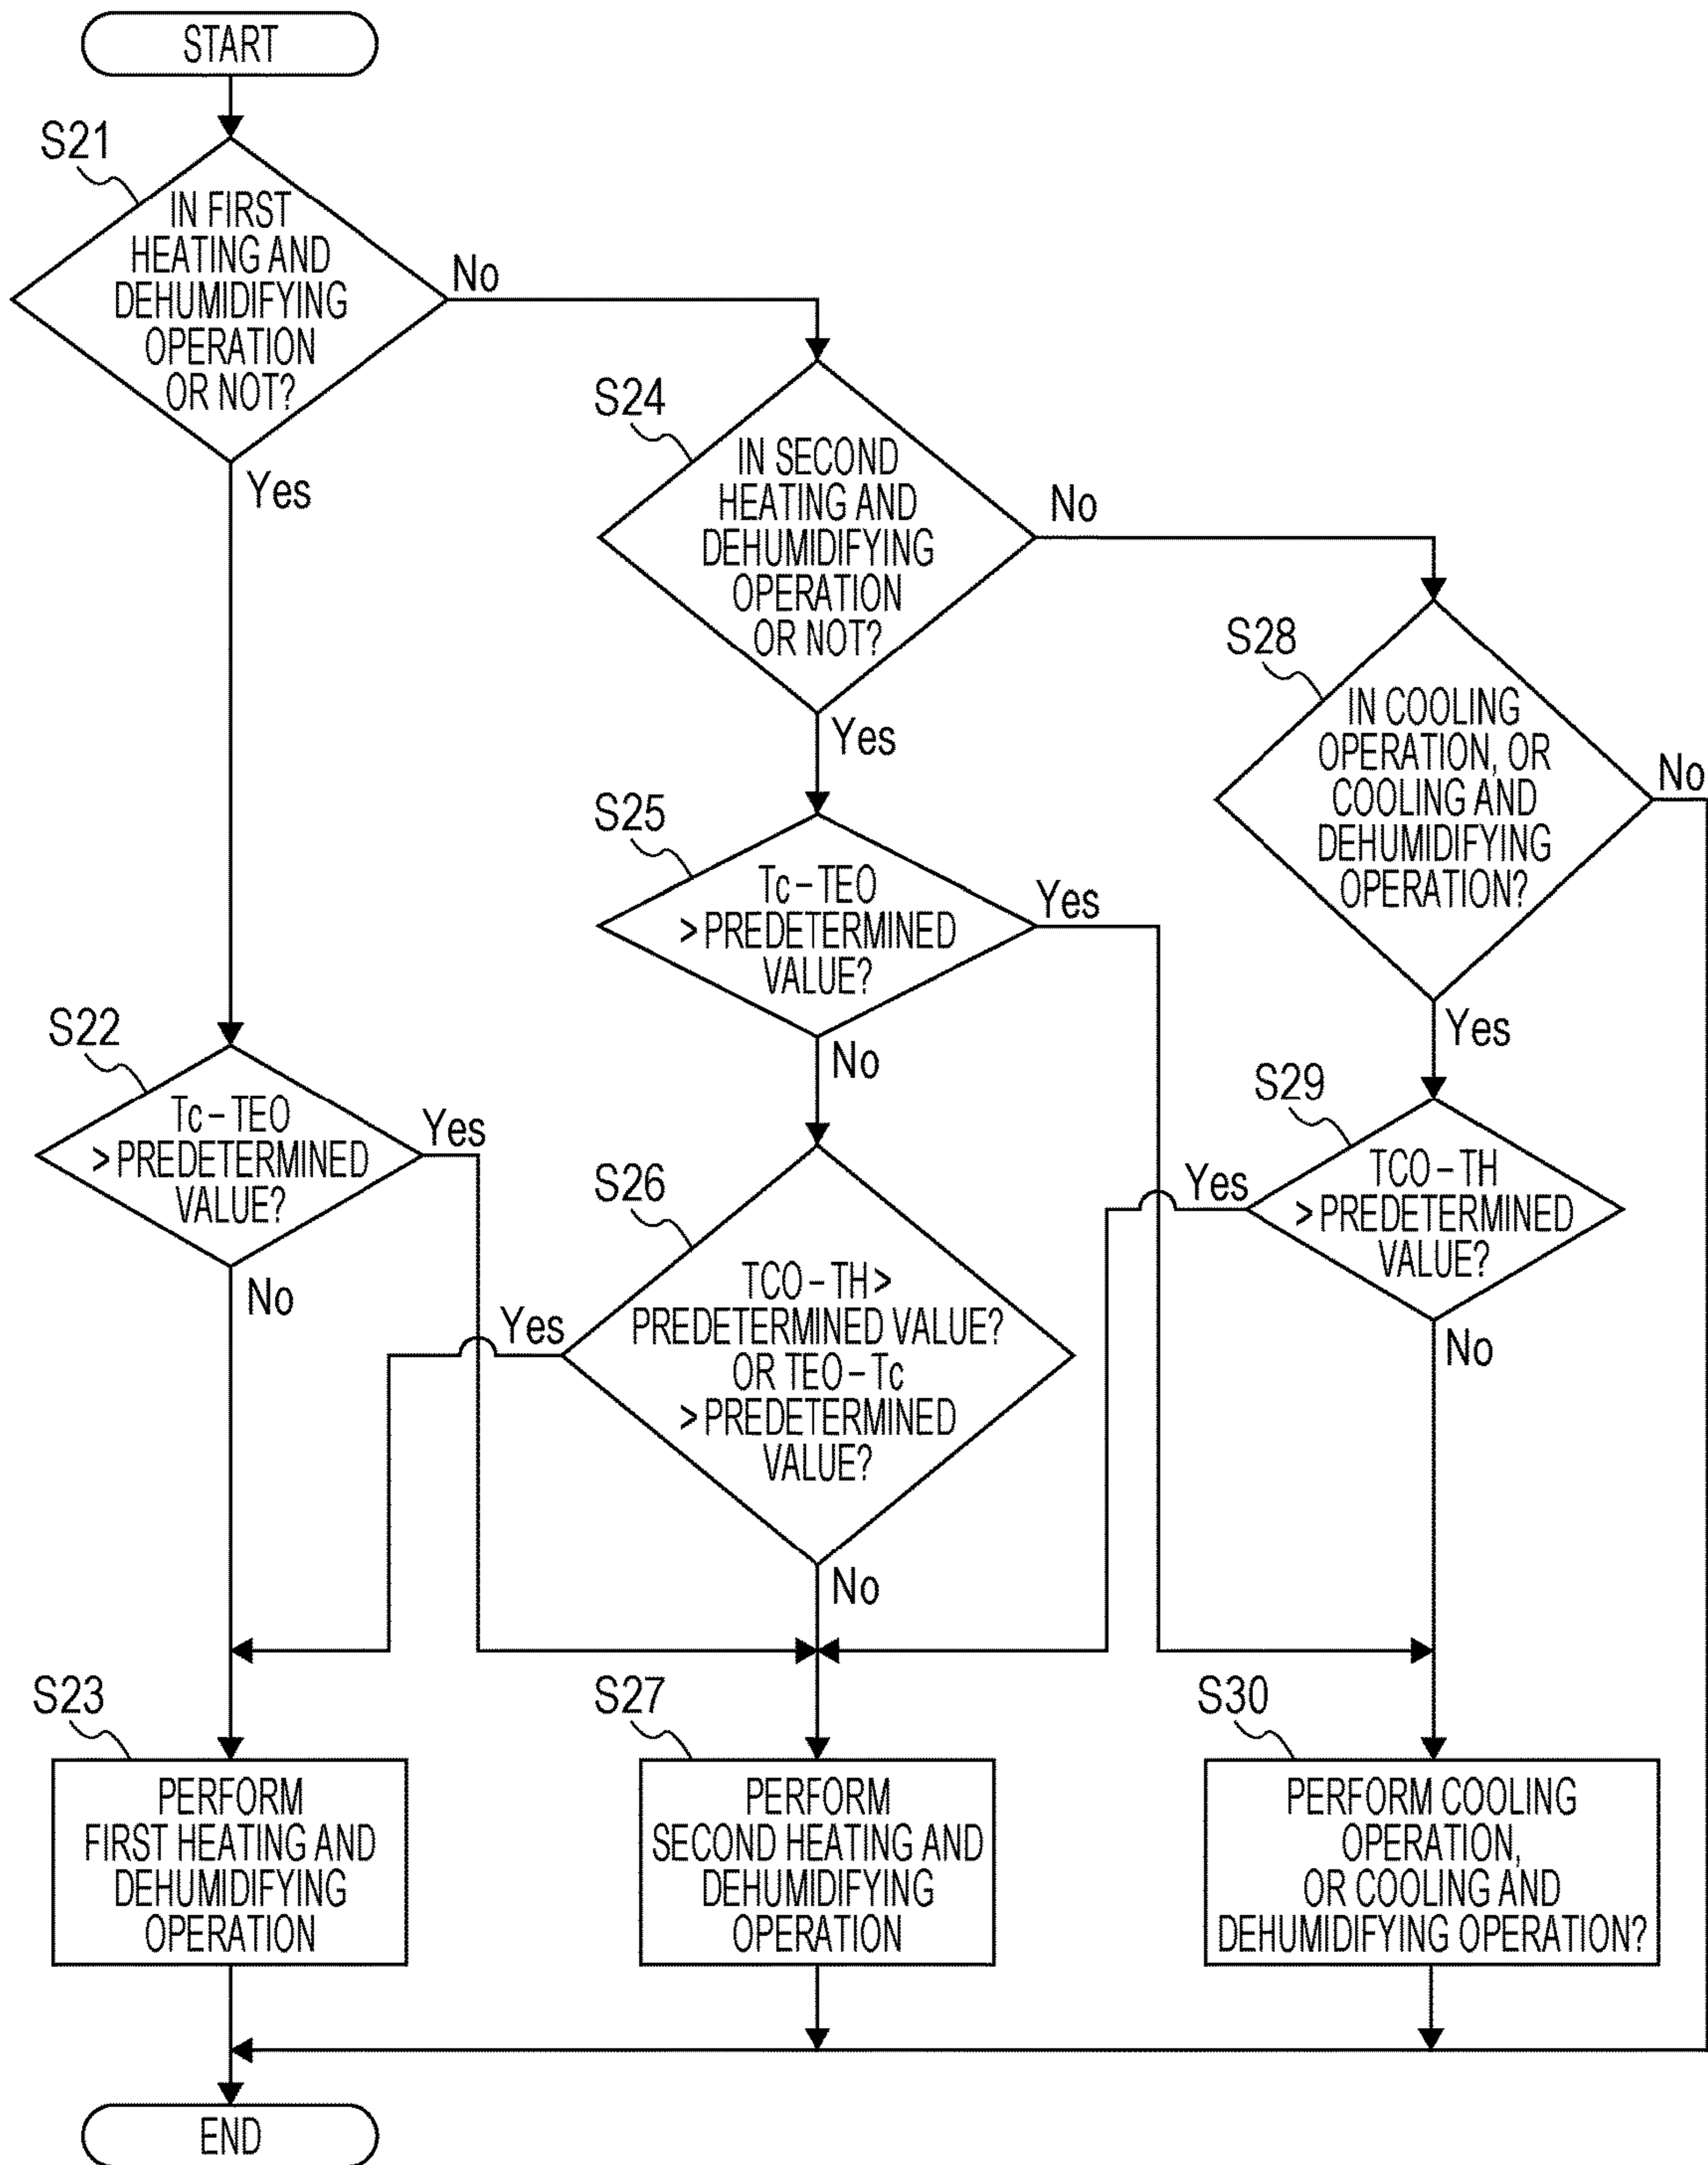 START
S21
IN FIRST
HEATING AND
DEHUMIDIFYING
OPERATION
OR NOT?
No
Yes
S24
IN SECOND
HEATING AND
DEHUMIDIFYING
OPERATION
OR NOT?
No
Yes
S28
IN COOLING
OPERATION, OR
COOLING AND
DEHUMIDIFYING
OPERATION?
No
Yes
S25
Tc–TEO
>PREDETERMINED
VALUE?
Yes
No
S22
Tc–TEO
>PREDETERMINED
VALUE?
Yes
No
S26
TCO–TH>
PREDETERMINED VALUE?
OR TEO–Tc
>PREDETERMINED
VALUE?
Yes
No
S29
TCO–TH
>PREDETERMINED
VALUE?
Yes
No
S23
PERFORM
FIRST HEATING AND
DEHUMIDIFYING
OPERATION
S27
PERFORM
SECOND HEATING AND
DEHUMIDIFYING
OPERATION
S30
PERFORM COOLING
OPERATION,
OR COOLING AND
DEHUMIDIFYING OPERATION?
END